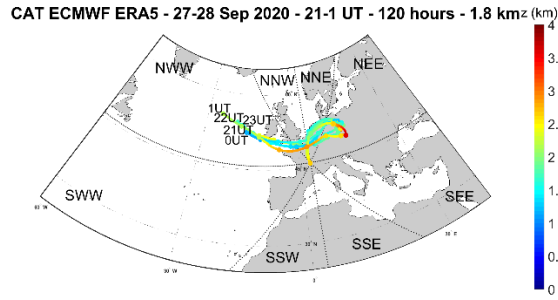 CAT ECMWF ERA5 - 27-28 Sep 2020 - 21-1 UT - 120 hours - 1.8 km
z (km)
4
3.
3
2.
2
1.
1
0.
0
NWW
NNW
NNE
NEE
1UT
22UT
23UT
21UT
0UT
SWW
SSW
SSE
SEE